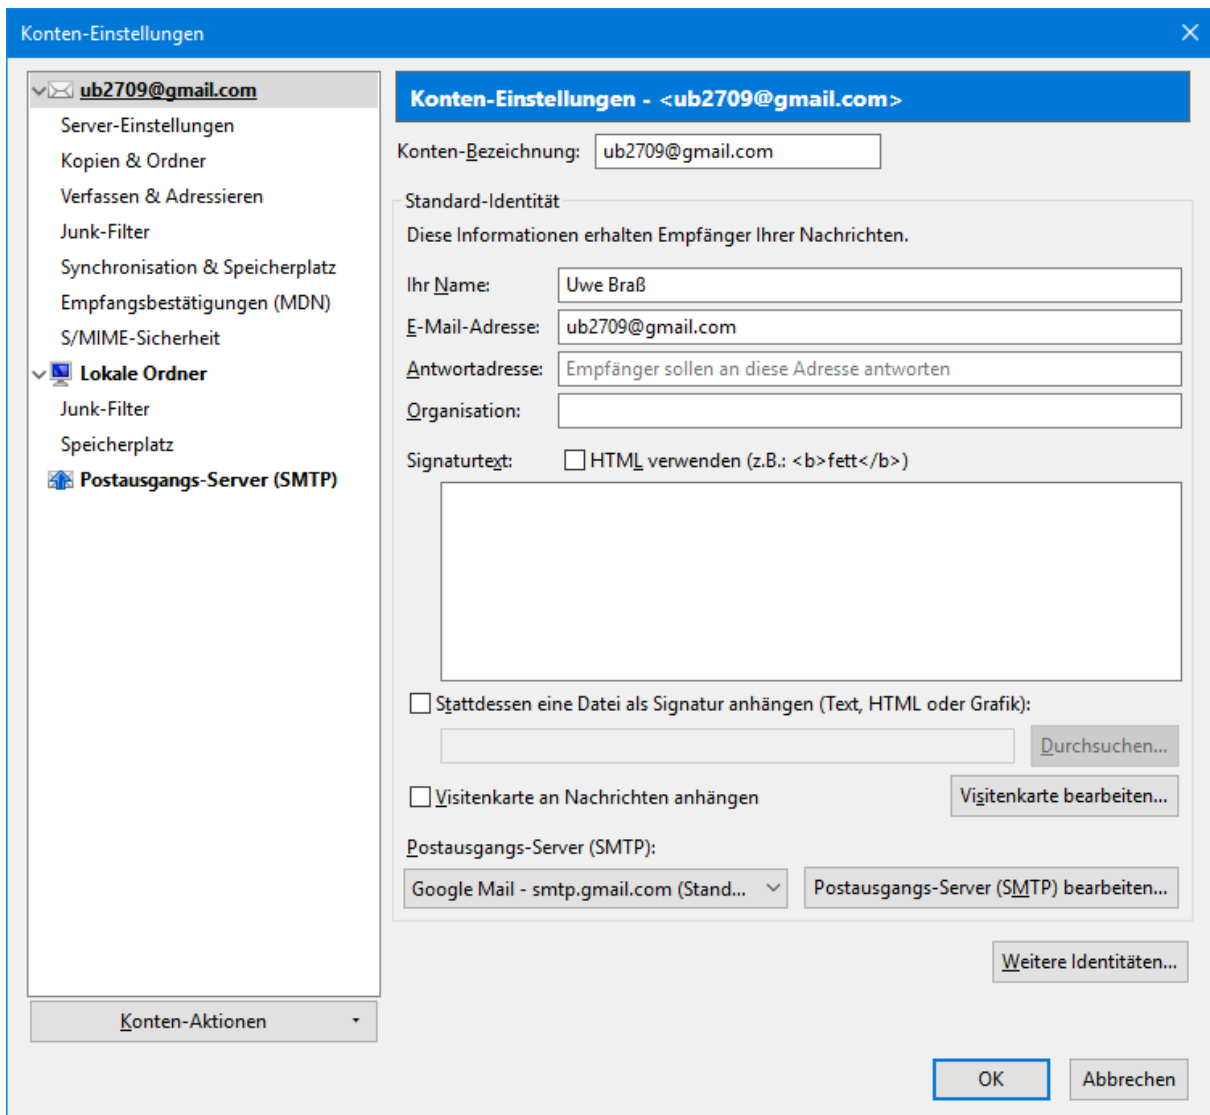 Konten-Einstellungen
ub2709@gmail.com
Server-Einstellungen
Kopien & Ordner
Verfassen & Adressieren
Junk-Filter
Synchronisation & Speicherplatz
Empfangsbestätigungen (MDN)
S/MIME-Sicherheit
Lokale Ordner
Junk-Filter
Speicherplatz
Postausgangs-Server (SMTP)
Konten-Aktionen
Konten-Einstellungen - <ub2709@gmail.com>
Konten-Bezeichnung: ub2709@gmail.com
Standard-Identität
Diese Informationen erhalten Empfänger Ihrer Nachrichten.
Ihr Name: Uwe Braß
E-Mail-Adresse: ub2709@gmail.com
Antwortadresse: Empfänger sollen an diese Adresse antworten
Organisation:
Signaturtext: HTML verwenden (z.B.: <b>fett</b>)
Stattdessen eine Datei als Signatur anhängen (Text, HTML oder Grafik):
Durchsuchen...
Visitenkarte an Nachrichten anhängen Visitenkarte bearbeiten...
Postausgangs-Server (SMTP):
Google Mail - smtp.gmail.com (Stand... Postausgangs-Server (SMTP) bearbeiten...
Weitere Identitäten...
OK Abbrechen